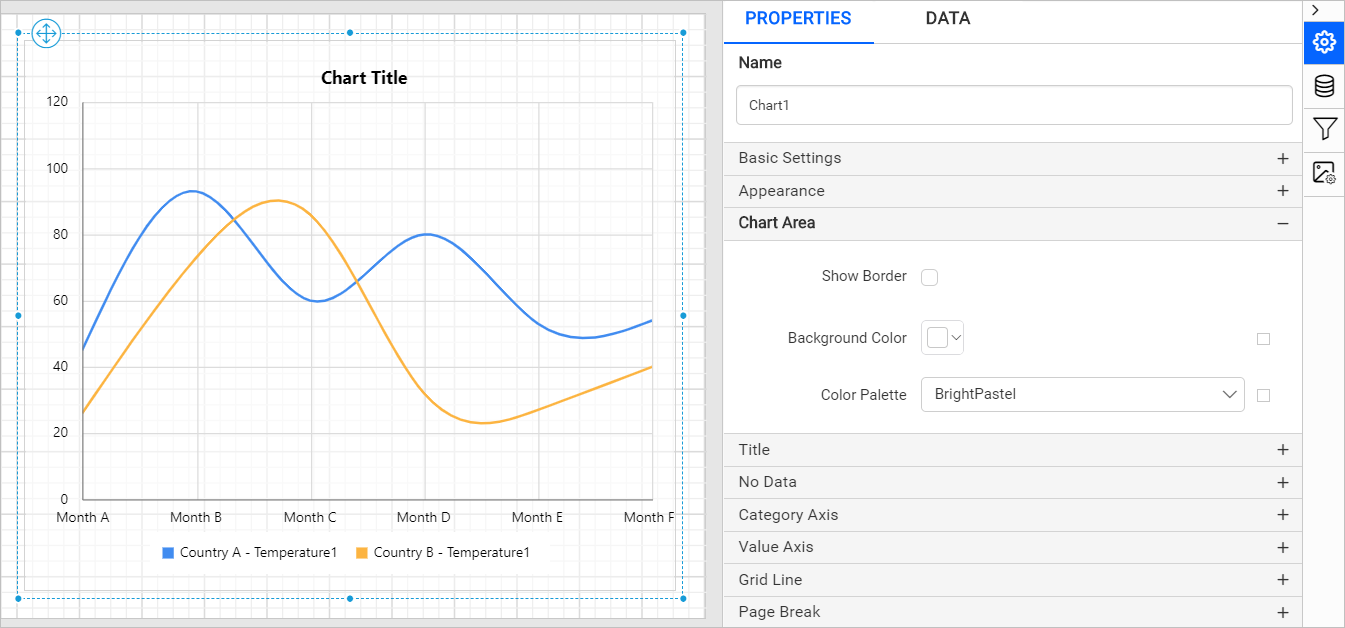 Chart Title
120
100
80
60
40
20
0
Month A Month B Month C Month D Month E Month F
Country A - Temperature1 Country B - Temperature1
PROPERTIES DATA
Name
Chart1
Basic Settings +
Appearance +
Chart Area −
Show Border
Background Color
Color Palette BrightPastel
Title +
No Data +
Category Axis +
Value Axis +
Grid Line +
Page Break +